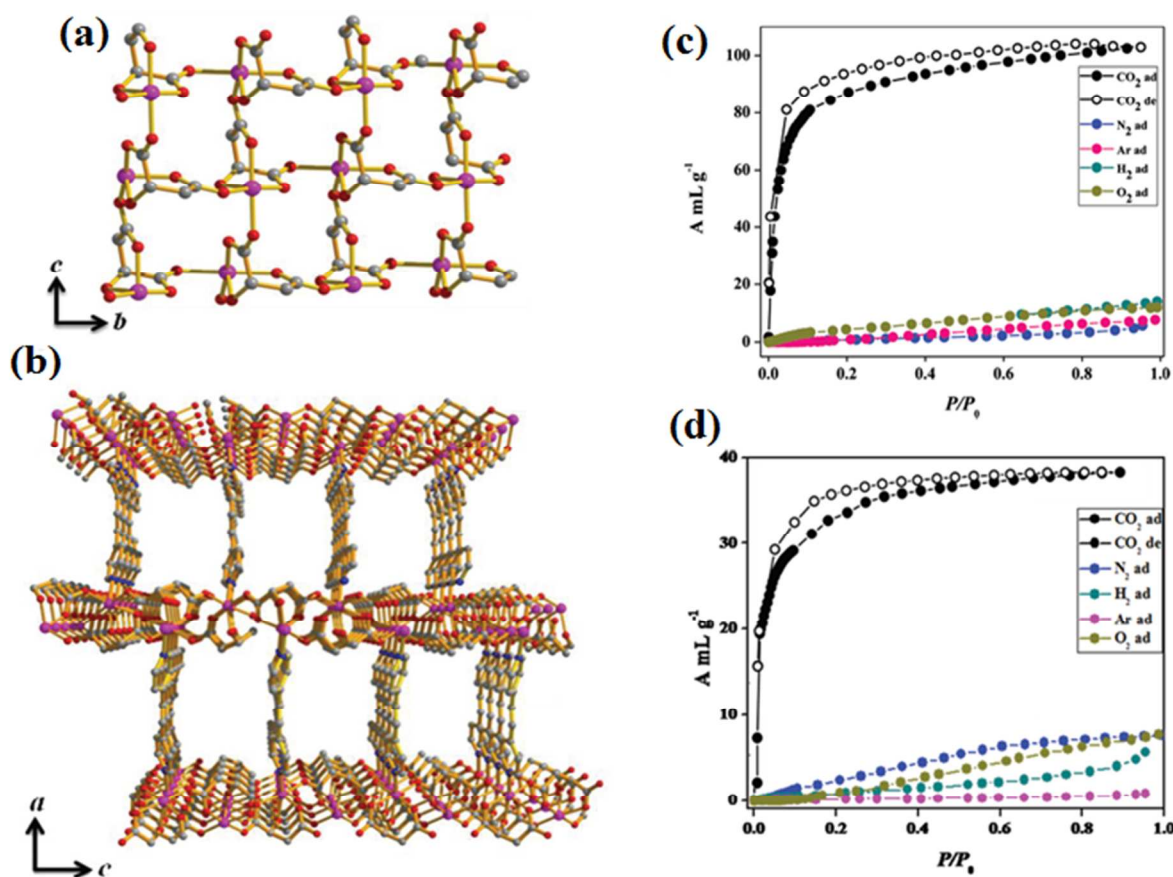 (a)
c
b
(b)
a
c
(c)
A mL g⁻¹
100
80
60
40
20
0
CO₂ ad
CO₂ de
N₂ ad
Ar ad
H₂ ad
O₂ ad
0.0 0.2 0.4 0.6 0.8 1.0
P/P₀
(d)
A mL g⁻¹
40
30
20
10
0
CO₂ ad
CO₂ de
N₂ ad
H₂ ad
Ar ad
O₂ ad
0.0 0.2 0.4 0.6 0.8 1.0
P/P₀